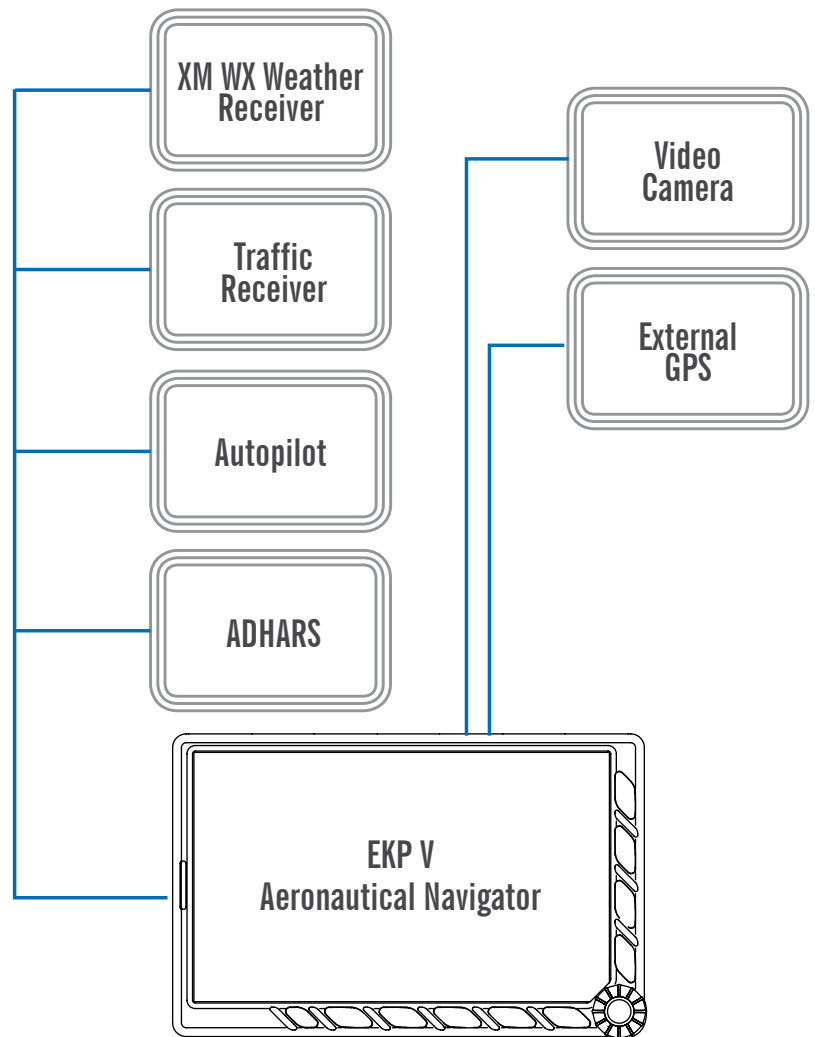 XM WX Weather
Receiver
Traffic
Receiver
Autopilot
ADHARS
Video
Camera
External
GPS
EKP V
Aeronautical Navigator